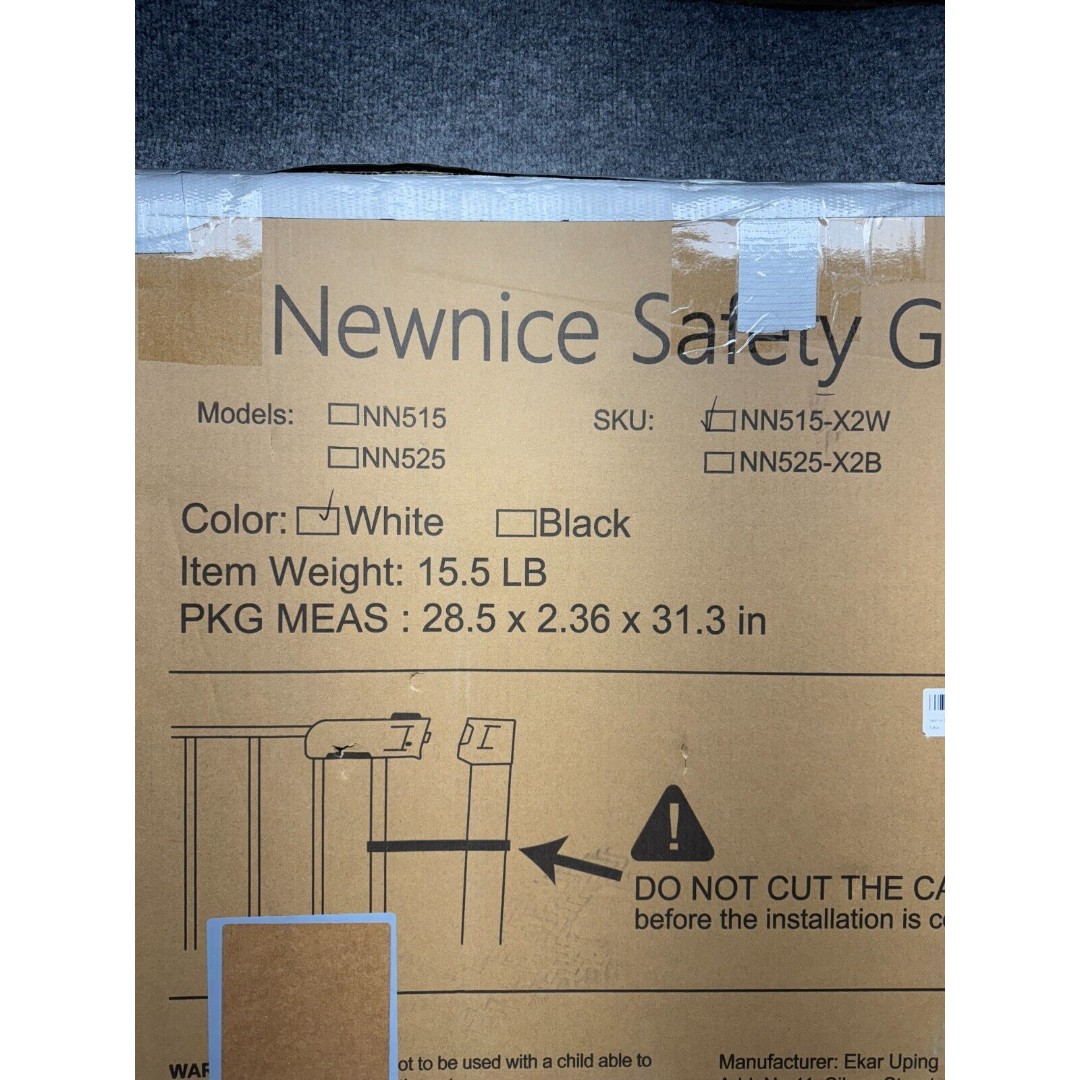 Newnice Safety G
Models: NN515 SKU: NN515-X2W
NN525 NN525-X2B
Color: White Black
Item Weight: 15.5 LB
PKG MEAS : 28.5 x 2.36 x 31.3 in
DO NOT CUT THE CA
before the installation is c
WAR
ot to be used with a child able to
Manufacturer: Ekar Uping